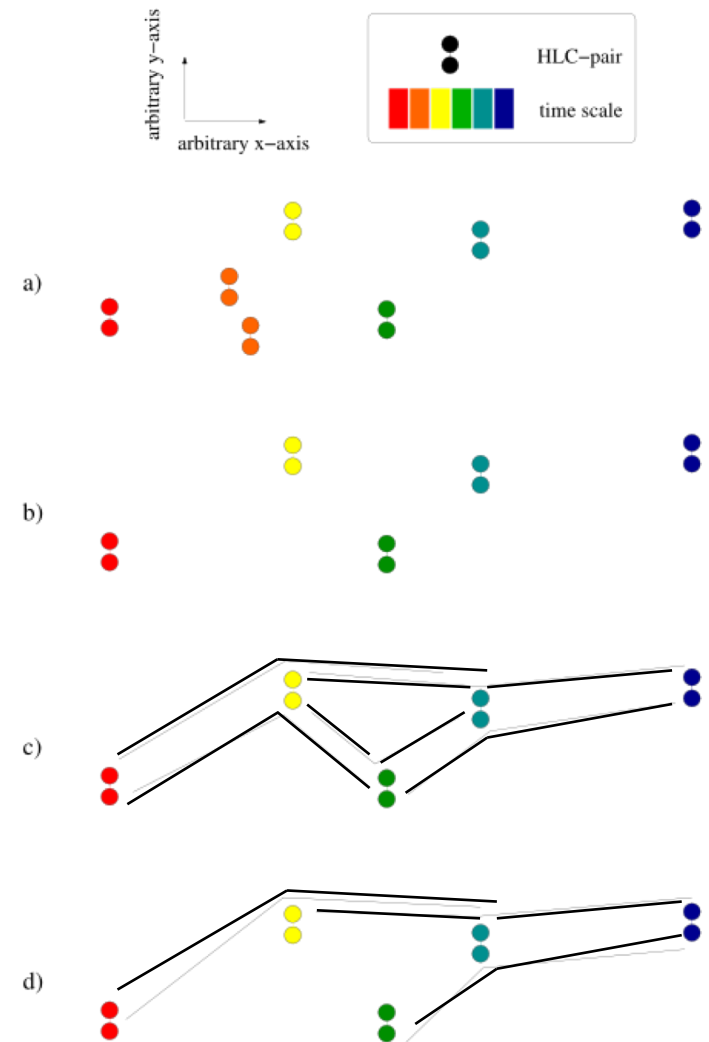 arbitrary y−axis
arbitrary x−axis
HLC−pair
time scale
a)
b)
c)
d)